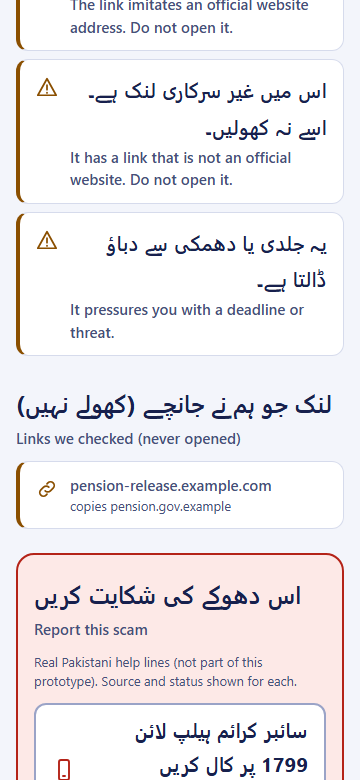 The link imitates an official website
address. Do not open it.
اس میں غیر سرکاری لنک ہے۔
اسے نہ کھولیں۔
It has a link that is not an official
website. Do not open it.
یہ جلدی یا دھمکی سے دباؤ
ڈالتا ہے۔
It pressures you with a deadline or
threat.
لنک جو ہم نے جانچے (کھولے نہیں)
Links we checked (never opened)
pension-release.example.com
copies pension.gov.example
اس دھوکے کی شکایت کریں
Report this scam
Real Pakistani help lines (not part of this
prototype). Source and status shown for each.
سائبر کرائم ہیلپ لائن
1799 پر کال کریں